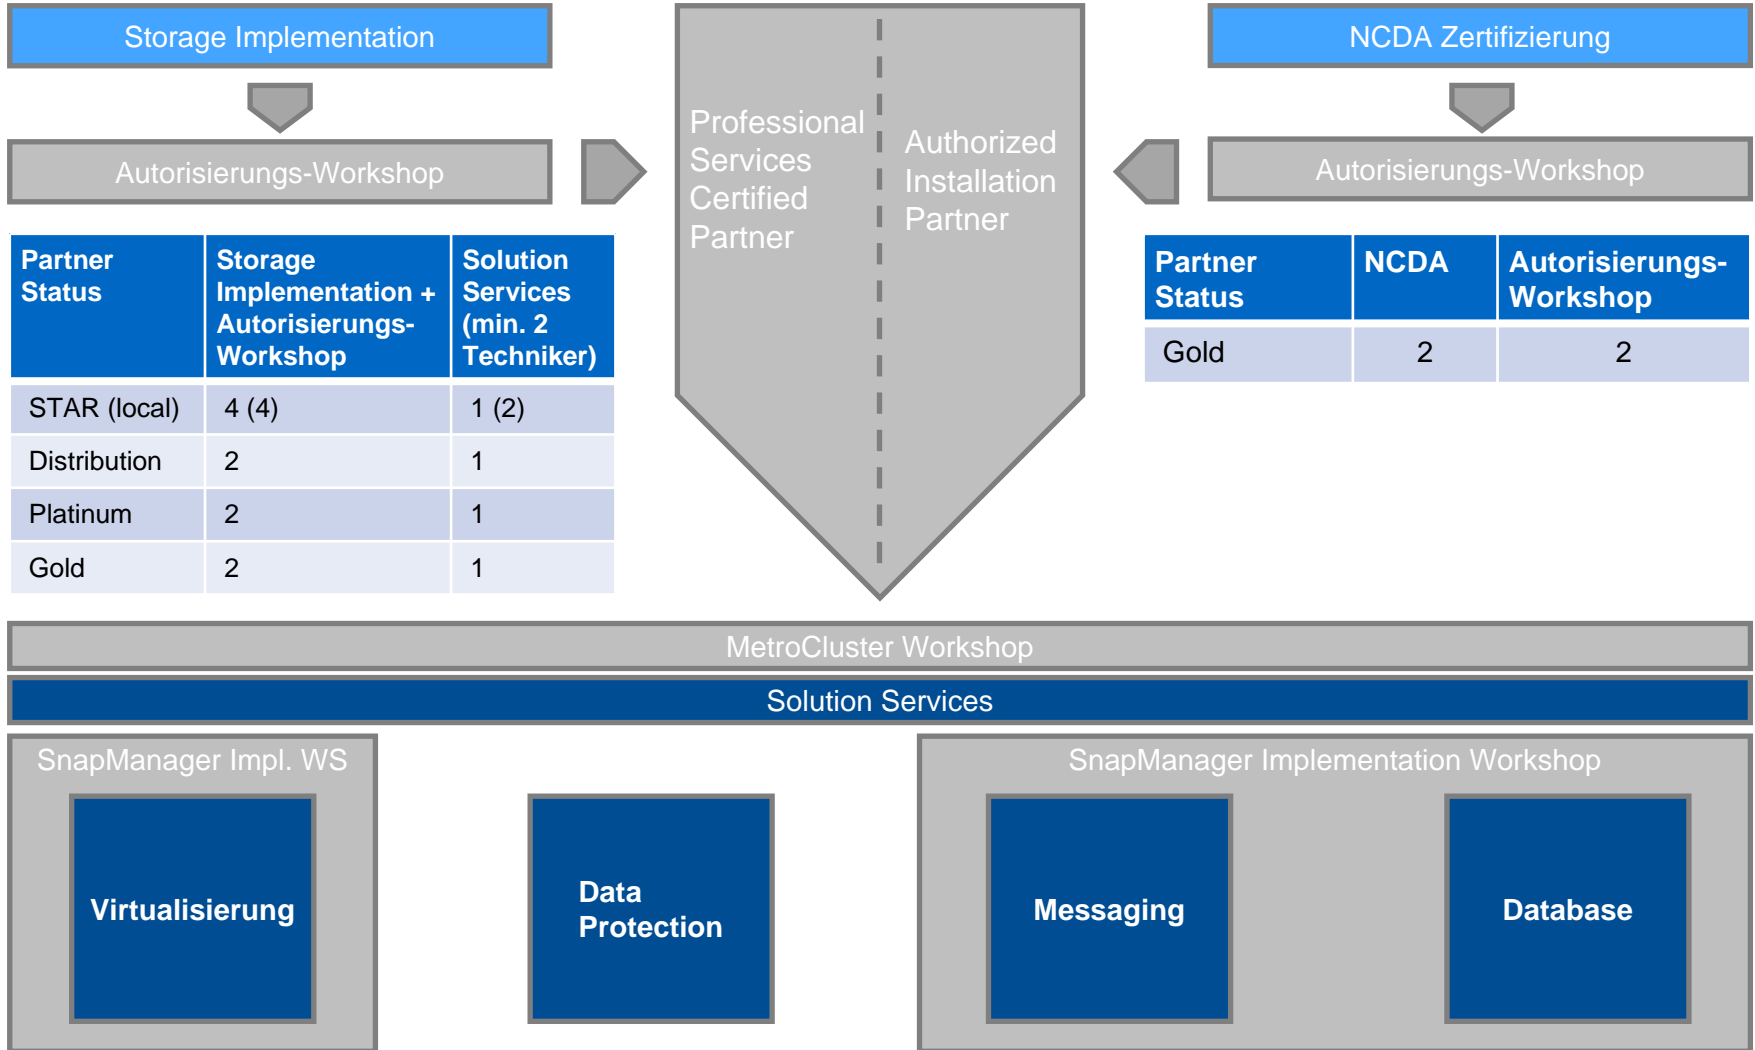 Storage Implementation
NCDA Zertifizierung
Autorisierungs-Workshop
Professional
Services
Certified
Partner
Authorized
Installation
Partner
Autorisierungs-Workshop
Partner
Status
Storage
Implementation +
Autorisierungs-
Workshop
Solution
Services
(min. 2
Techniker)
STAR (local) 4 (4) 1 (2)
Distribution 2 1
Platinum 2 1
Gold 2 1
Partner
Status
NCDA
Autorisierungs-
Workshop
Gold 2 2
MetroCluster Workshop
Solution Services
SnapManager Impl. WS
Virtualisierung
Data
Protection
SnapManager Implementation Workshop
Messaging
Database